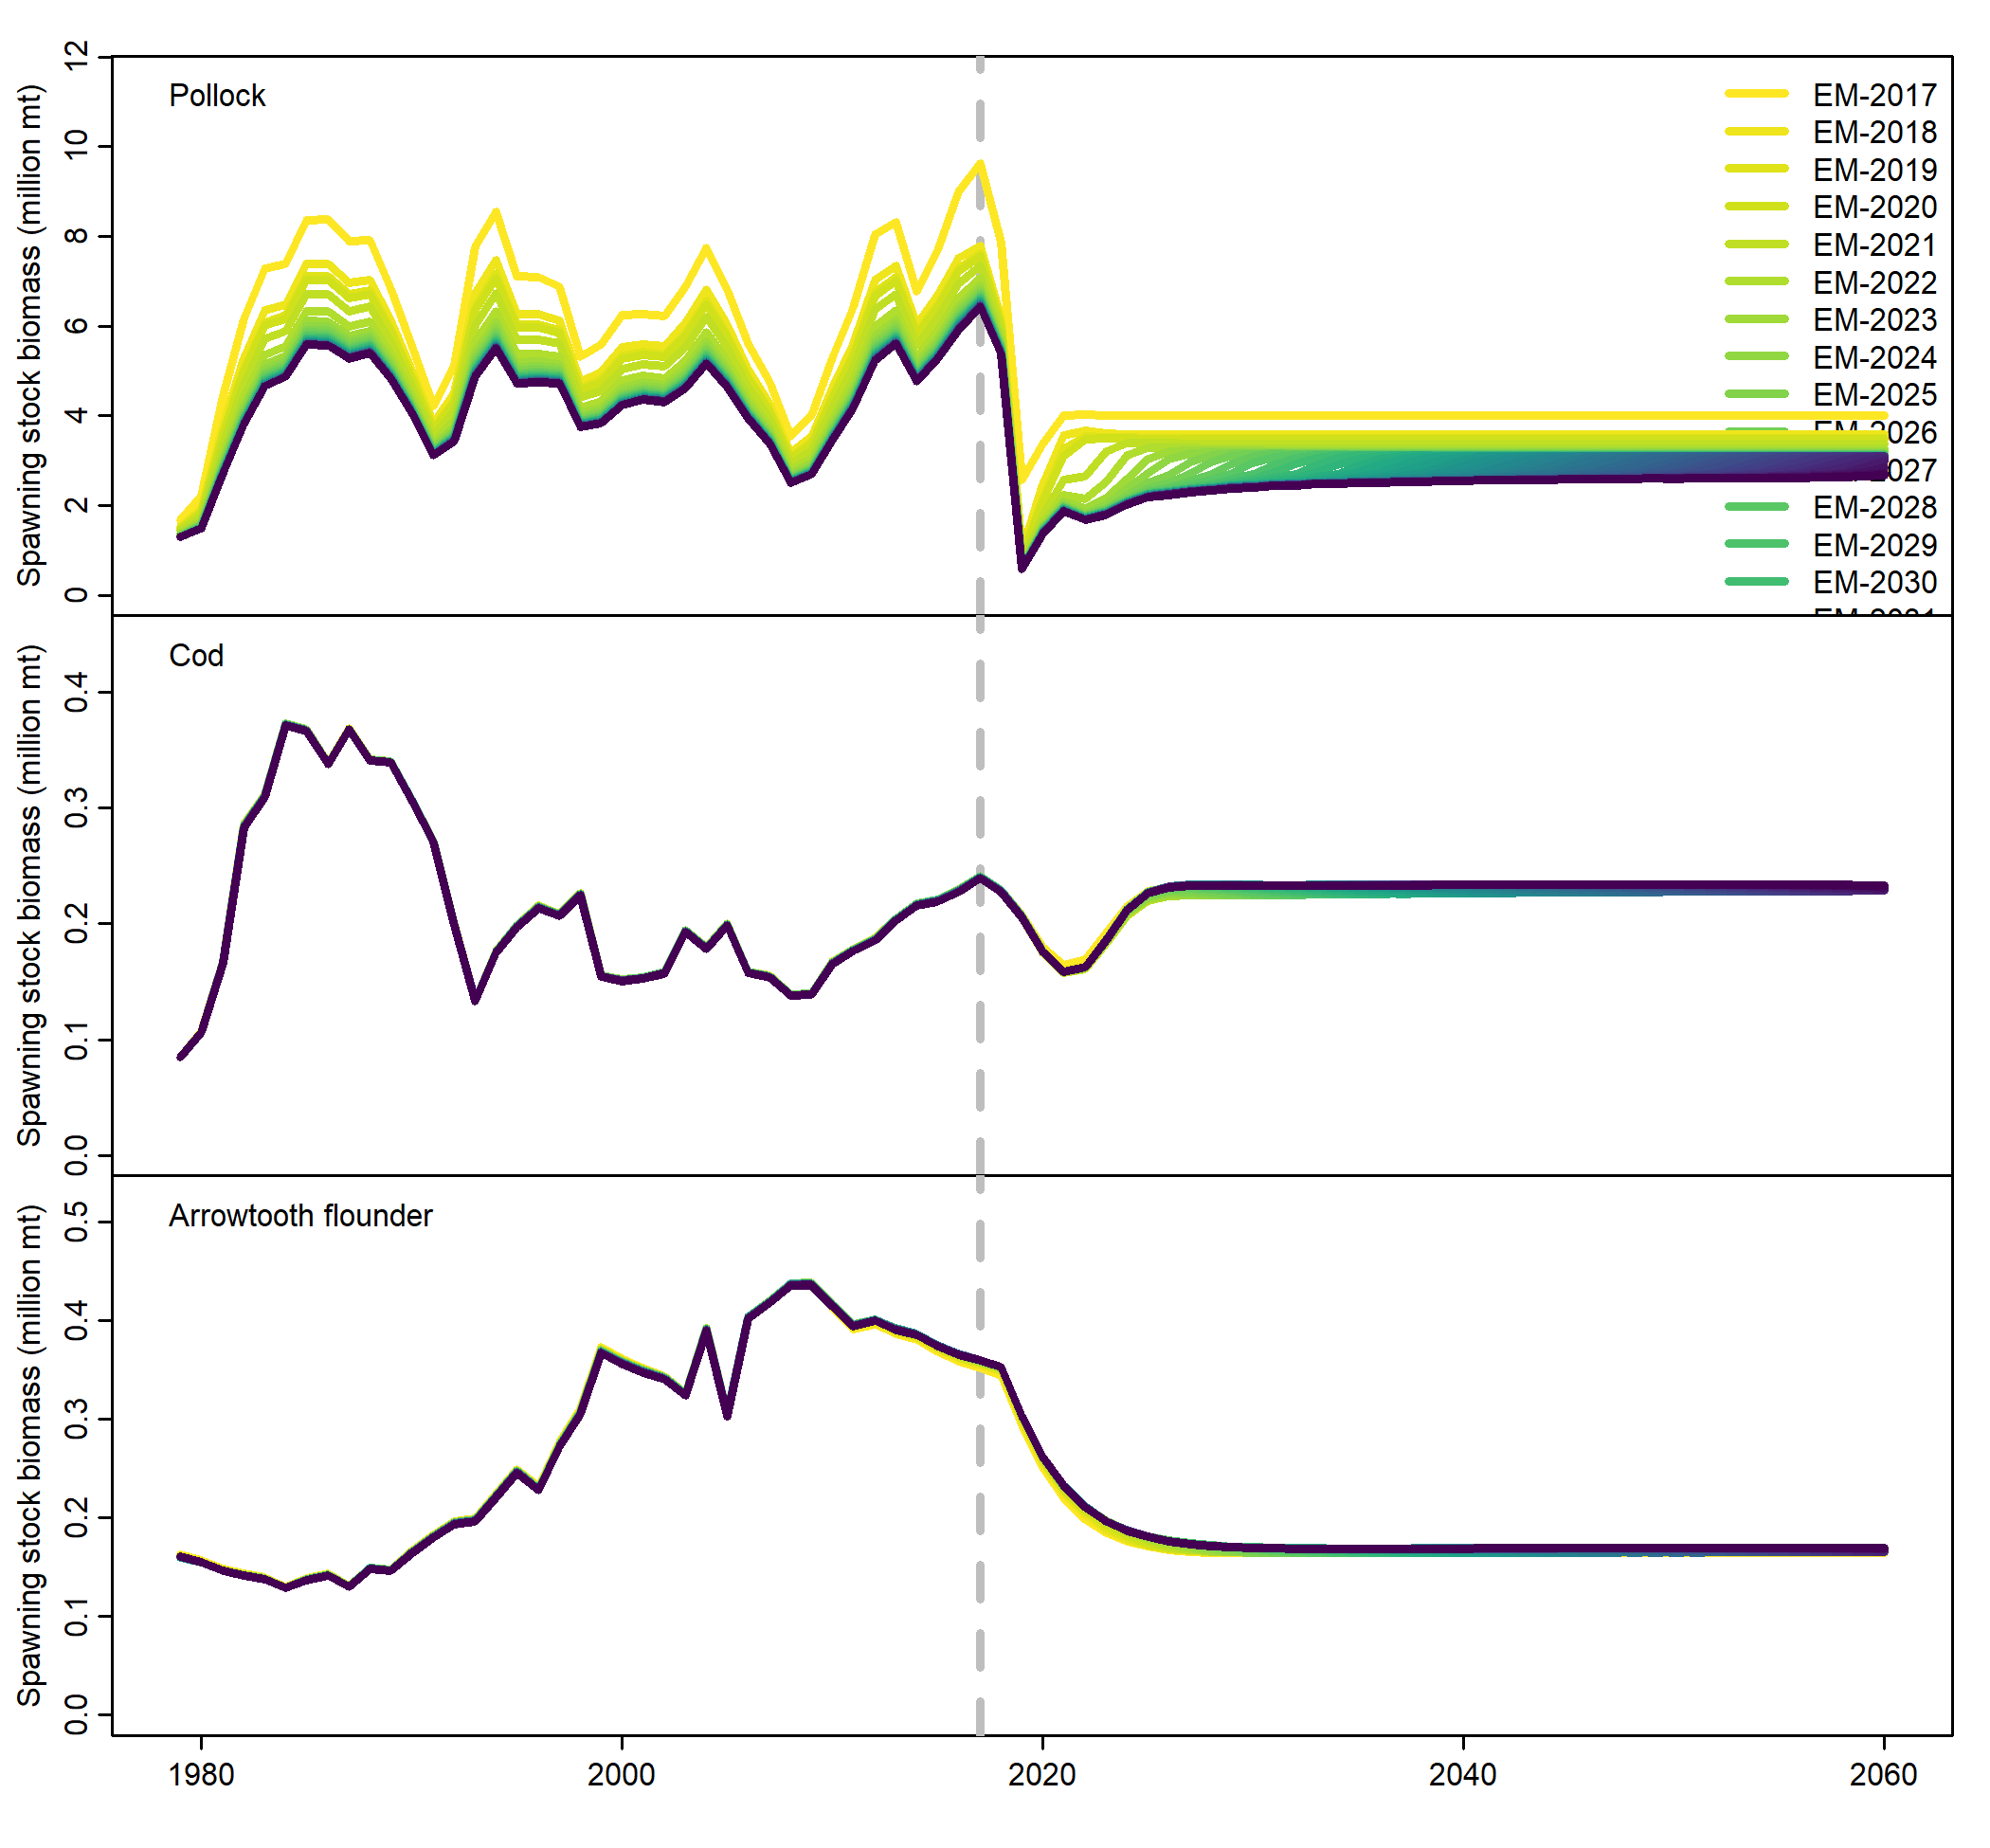 Pollock
Spawning stock biomass (million mt)
12
10
8
6
4
2
0
EM-2017
EM-2018
EM-2019
EM-2020
EM-2021
EM-2022
EM-2023
EM-2024
EM-2025
2026
2027
EM-2028
EM-2029
EM-2030
Cod
Spawning stock biomass (million mt)
0.4
0.3
0.2
0.1
0.0
Arrowtooth flounder
Spawning stock biomass (million mt)
0.5
0.4
0.3
0.2
0.1
0.0
1980 2000 2020 2040 2060